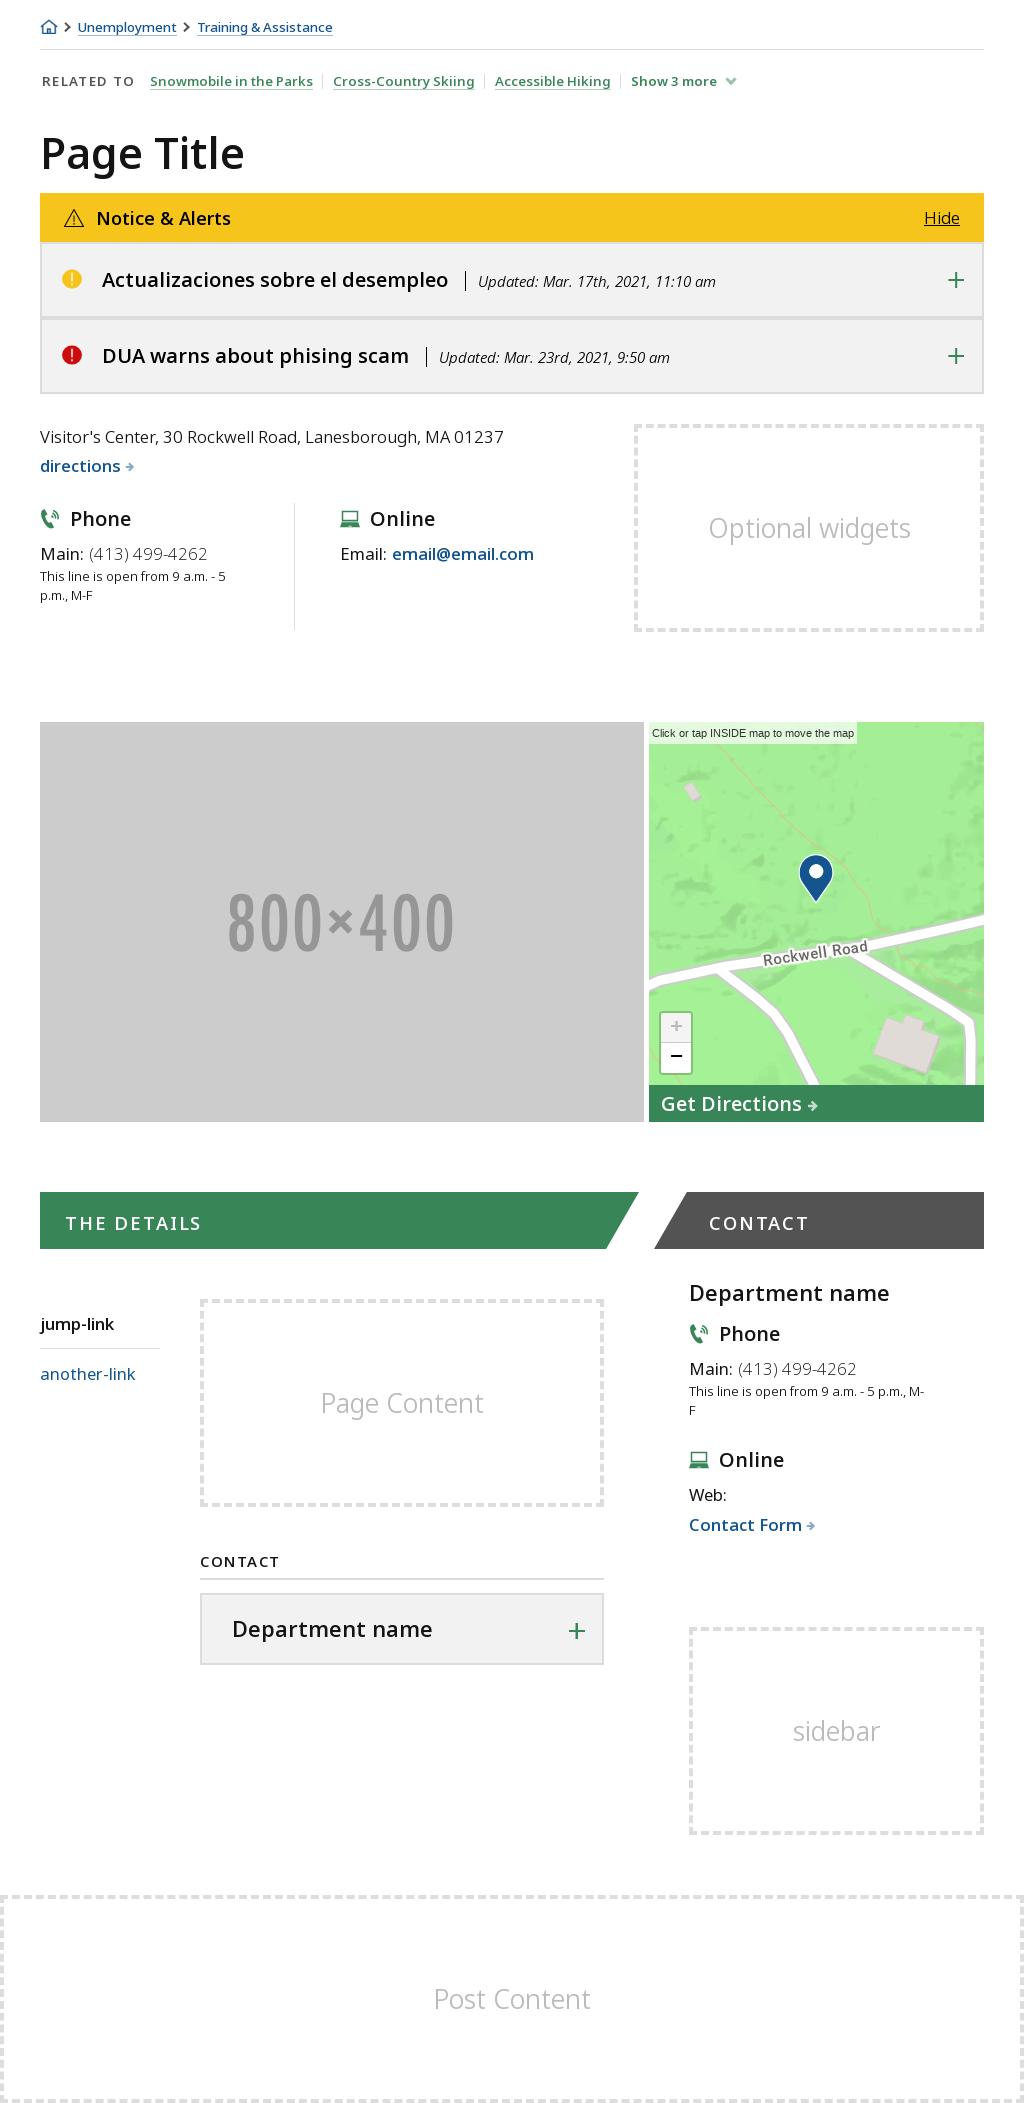 Unemployment Training & Assistance
RELATED TO Snowmobile in the Parks Cross-Country Skiing Accessible Hiking Show 3 more
Page Title
Notice & Alerts Hide
Actualizaciones sobre el desempleo Updated: Mar. 17th, 2021, 11:10 am
DUA warns about phising scam Updated: Mar. 23rd, 2021, 9:50 am
Visitor's Center, 30 Rockwell Road, Lanesborough, MA 01237
directions
Optional widgets
Phone
Main: (413) 499-4262
This line is open from 9 a.m. - 5
p.m., M-F
Online
Email: email@email.com
800×400
Click or tap INSIDE map to move the map
Rockwell Road
+
−
Get Directions
THE DETAILS
jump-link
another-link
Page Content
CONTACT
Department name
CONTACT
Department name
Phone
Main: (413) 499-4262
This line is open from 9 a.m. - 5 p.m., M-
F
Online
Web:
Contact Form
sidebar
Post Content